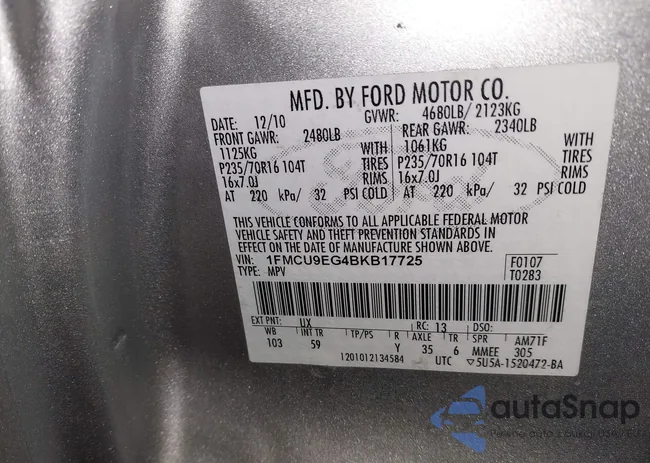 MFD. BY FORD MOTOR CO.
DATE: 12/10 GVWR: 4680LB/ 2123KG
FRONT GAWR: 2480LB REAR GAWR: 2340LB
1125KG WITH 1061KG WITH
P235/70R16 104T TIRES P235/70R16 104T TIRES
16x7.0J RIMS 16x7.0J RIMS
AT 220 kPa/ 32 PSI COLD AT 220 kPa/ 32 PSI COLD
THIS VEHICLE CONFORMS TO ALL APPLICABLE FEDERAL MOTOR
VEHICLE SAFETY AND THEFT PREVENTION STANDARDS IN
EFFECT ON THE DATE OF MANUFACTURE SHOWN ABOVE.
VIN: 1FMCU9EG4BKB17725 F0107
TYPE: MPV T0283
EXT PNT: UX RC: 13 DSO:
WB INT TR TP/PS R AXLE TR SPR AM71F
103 59 Y 35 6 MMEE 305
1201012134584 UTC ▽5U5A-1520472-BA
autoSnap